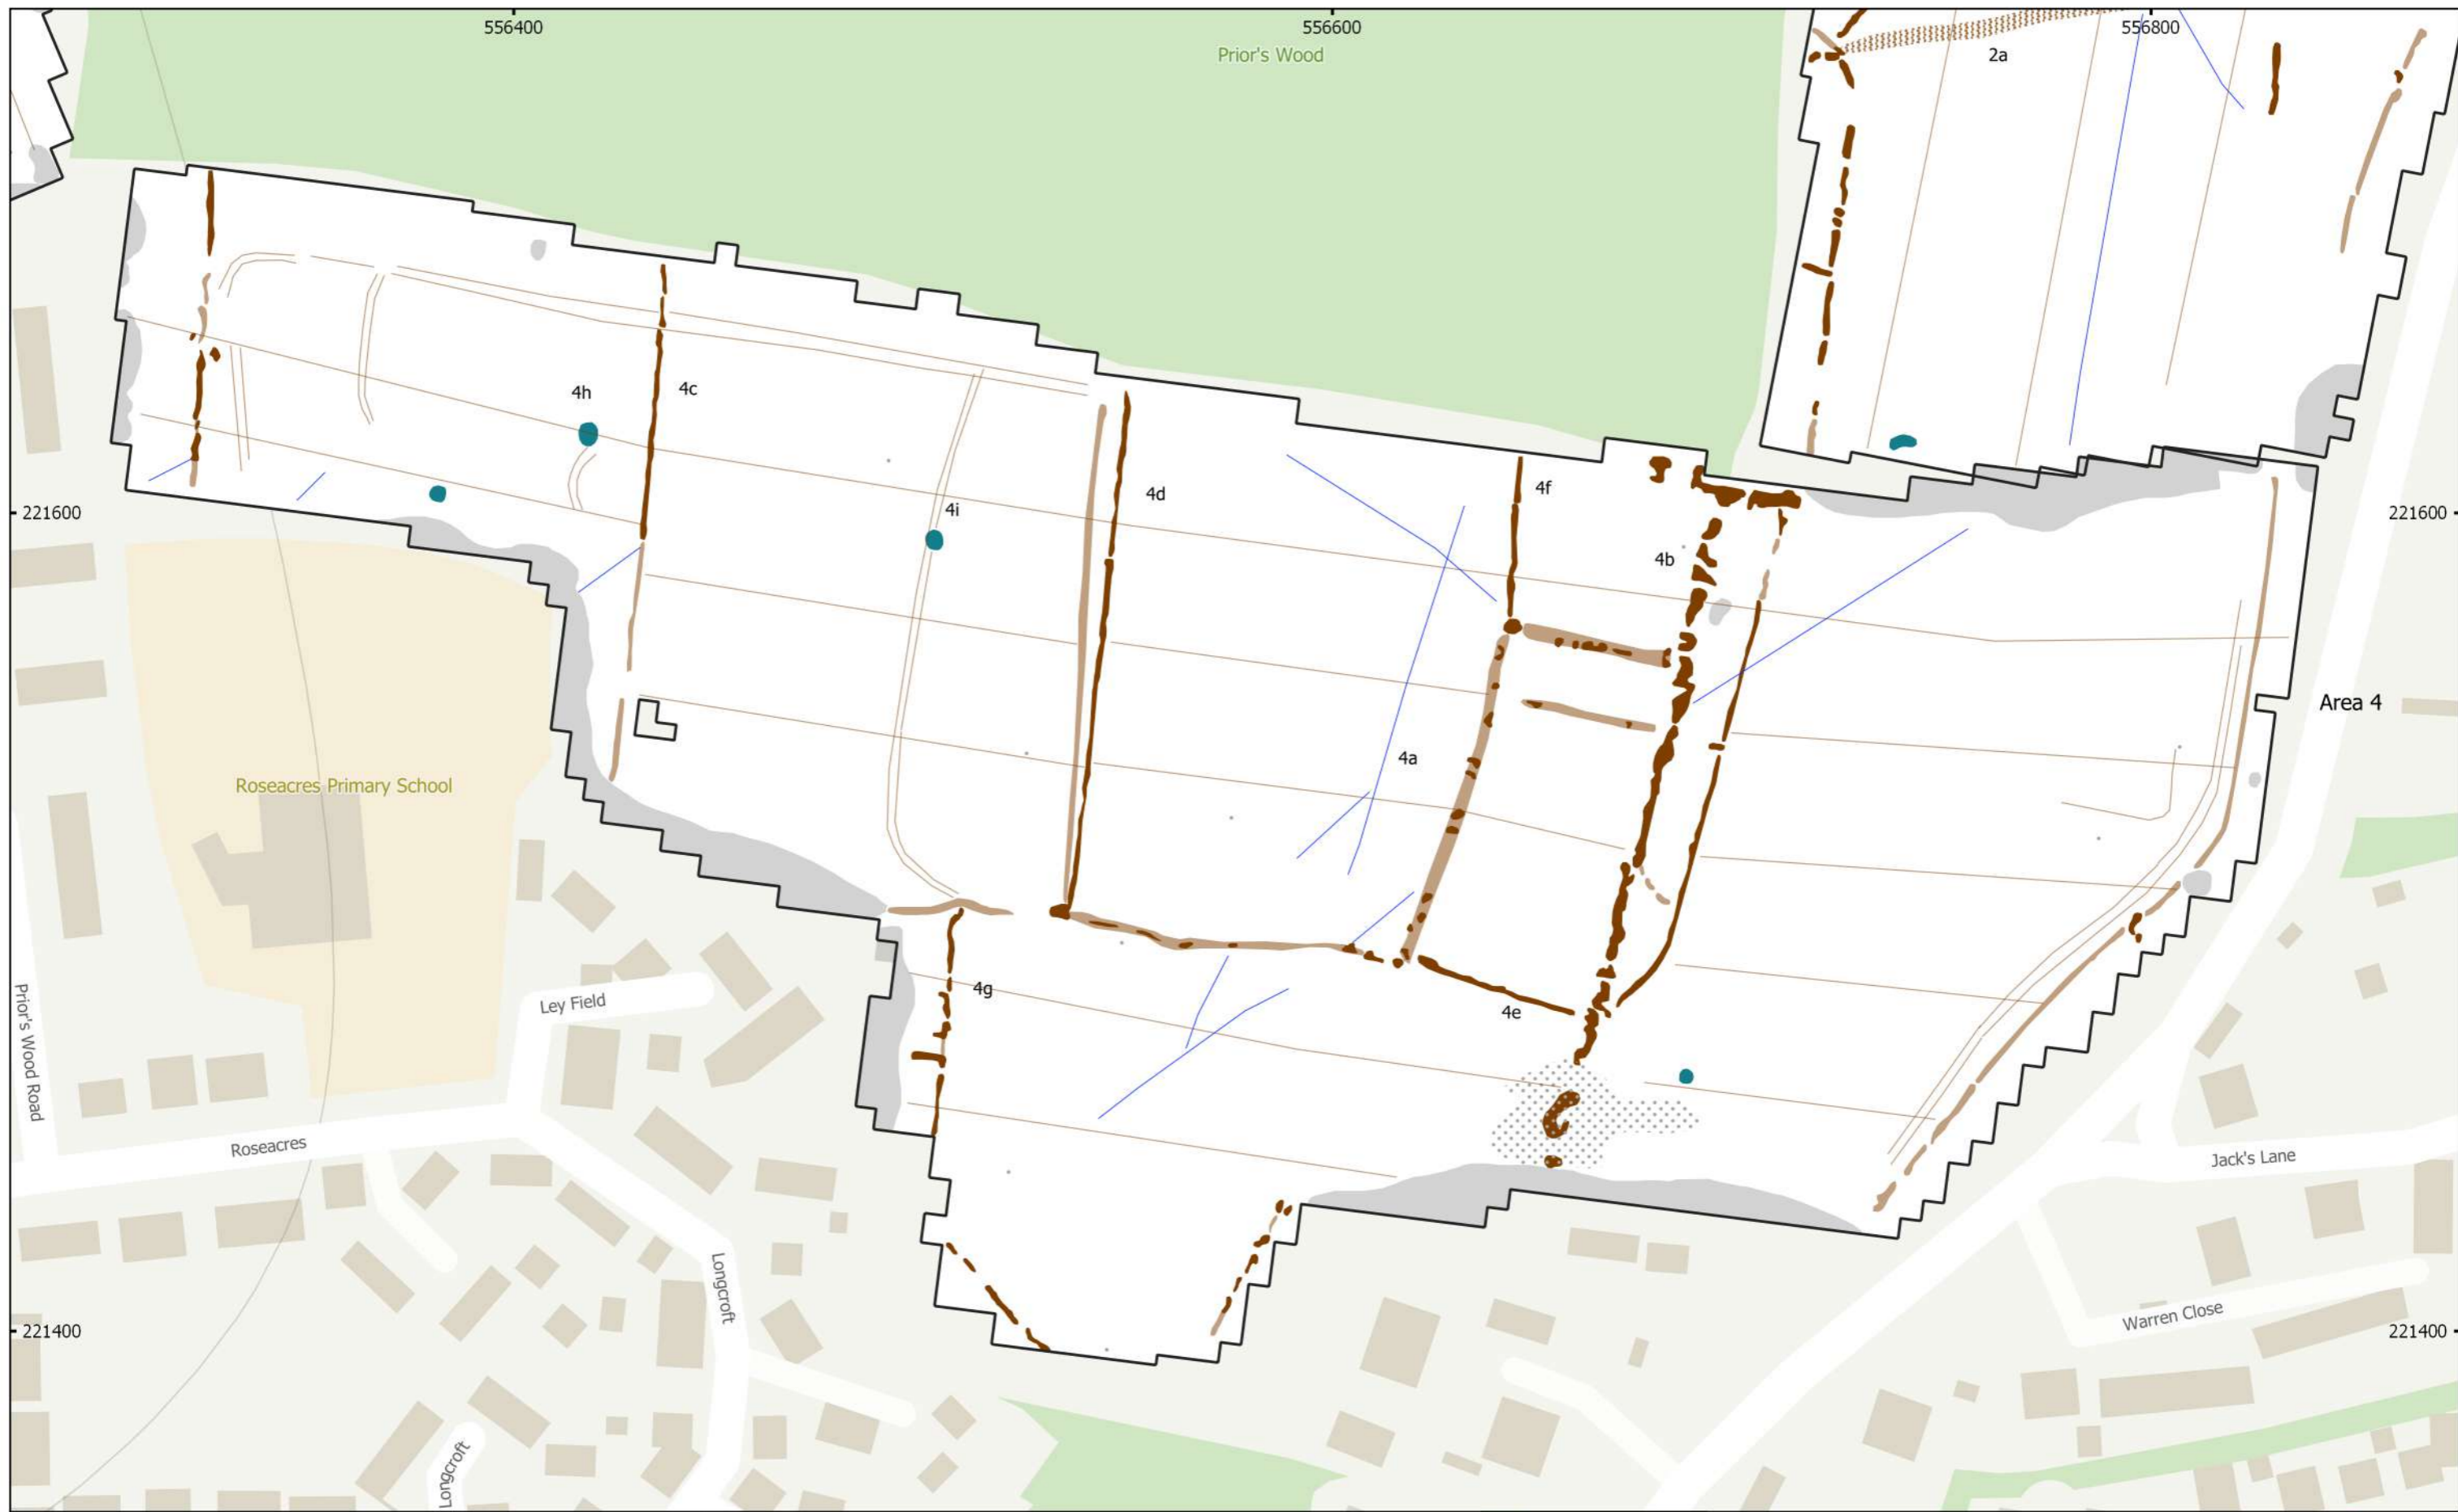 556400
556600
556800
Prior's Wood
2a
4h
4c
4d
4f
4i
221600
221600
4b
Area 4
4a
Roseacres Primary School
4g
Ley Field
4e
Prior's Wood Road
Roseacres
Jack's Lane
Longcroft
Warren Close
221400
221400
Longcroft